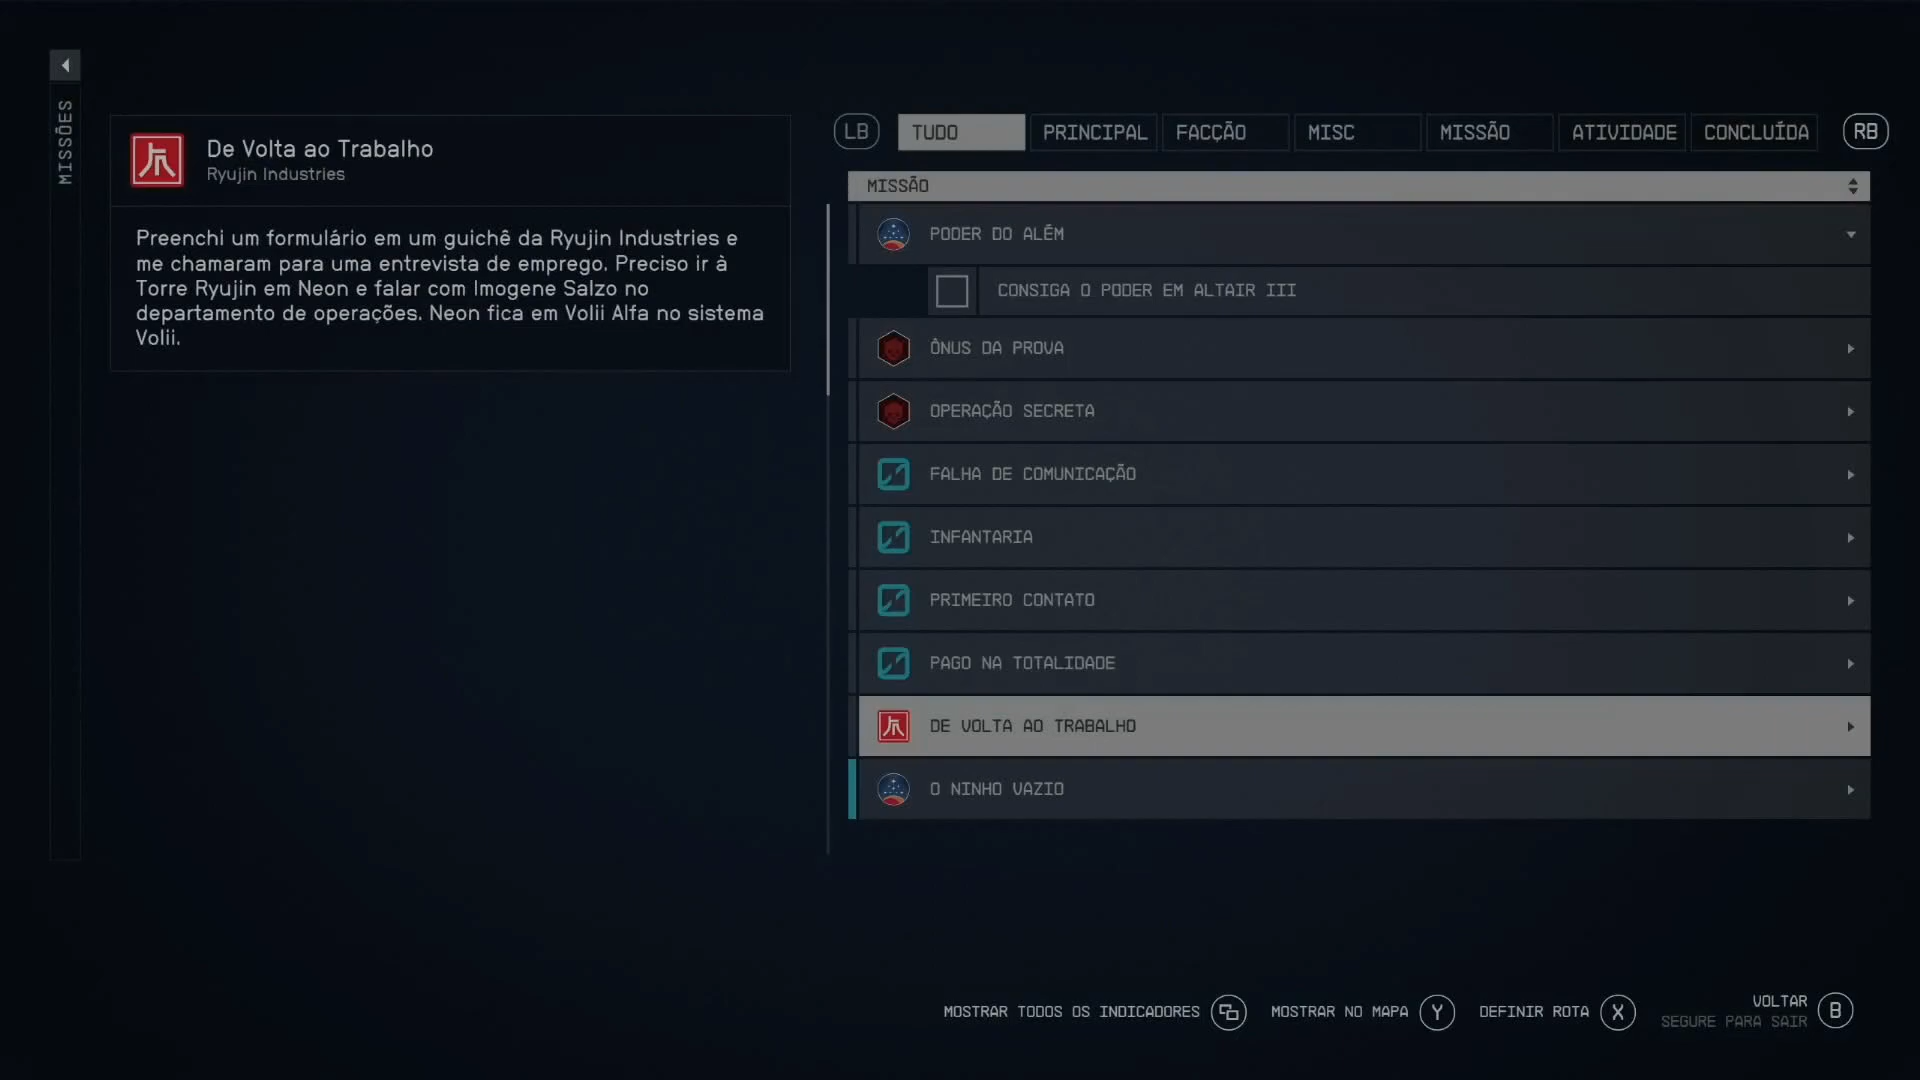 MISSÕES
De Volta ao Trabalho
Ryujin Industries
Preenchi um formulário em um guichê da Ryujin Industries e
me chamaram para uma entrevista de emprego. Preciso ir à
Torre Ryujin em Neon e falar com Imogene Salzo no
departamento de operações. Neon fica em Volii Alfa no sistema
Volii.
LB TUDO PRINCIPAL FACÇÃO MISC MISSÃO ATIVIDADE CONCLUÍDA RB
MISSÃO
PODER DO ALÉM
CONSIGA O PODER EM ALTAIR III
ÔNUS DA PROVA
OPERAÇÃO SECRETA
FALHA DE COMUNICAÇÃO
INFANTARIA
PRIMEIRO CONTATO
PAGO NA TOTALIDADE
DE VOLTA AO TRABALHO
O NINHO VAZIO
MOSTRAR TODOS OS INDICADORES MOSTRAR NO MAPA Y DEFINIR ROTA X VOLTAR B
SEGURE PARA SAIR